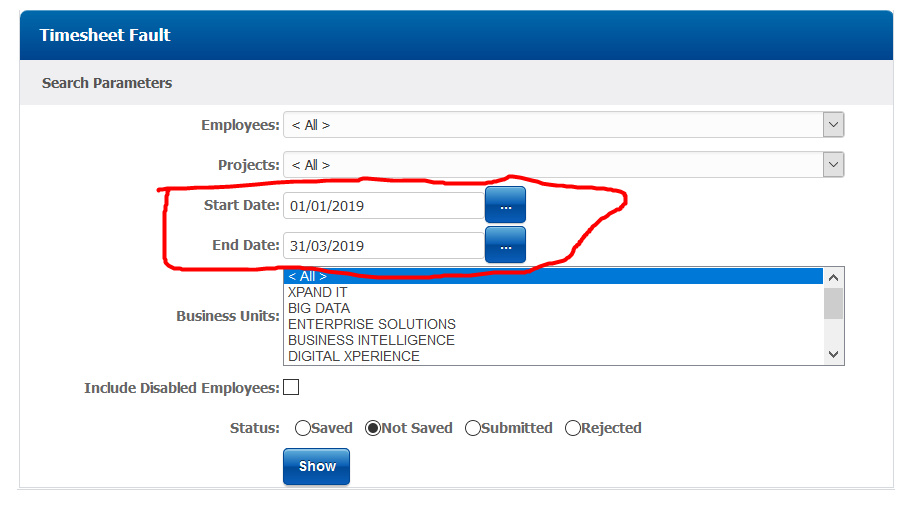 Timesheet Fault
Search Parameters
Employees: < All >
Projects: < All >
Start Date: 01/01/2019 ...
End Date: 31/03/2019 ...
Business Units:
< All >
XPAND IT
BIG DATA
ENTERPRISE SOLUTIONS
BUSINESS INTELLIGENCE
DIGITAL XPERIENCE
Include Disabled Employees:
Status: Saved Not Saved Submitted Rejected
Show